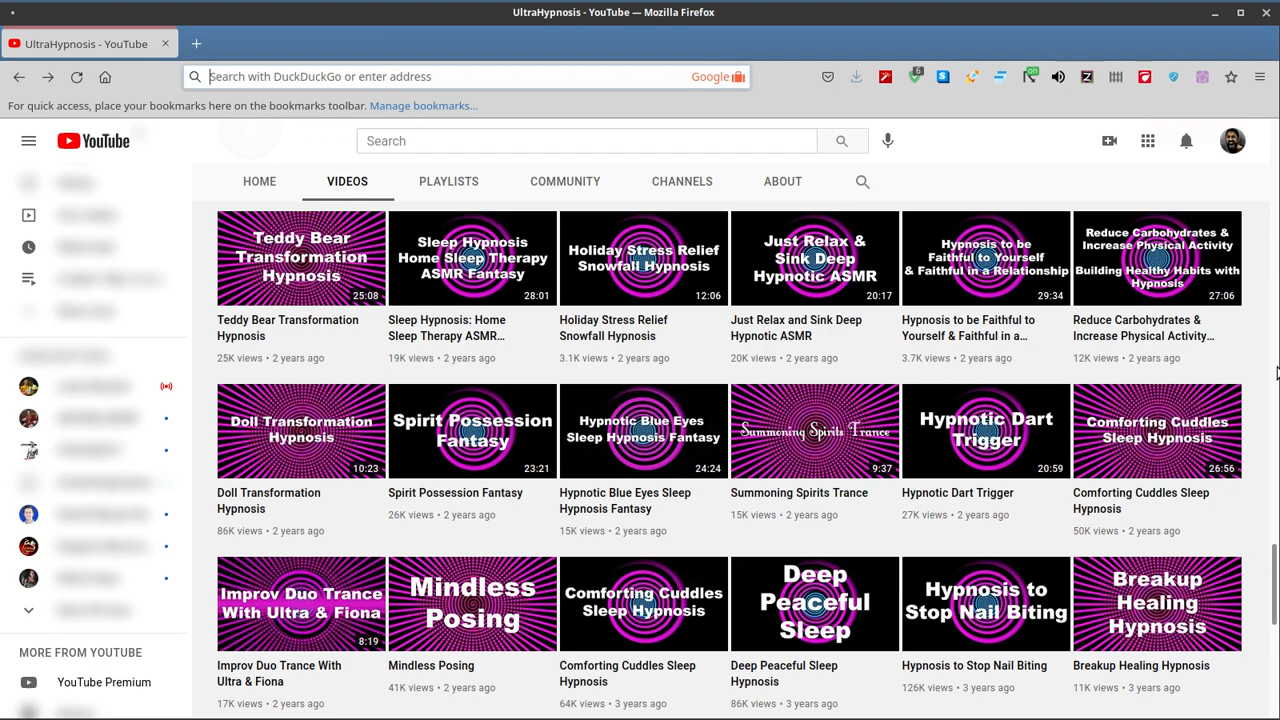 UltraHypnosis - YouTube — Mozilla Firefox
UltraHypnosis - YouTube
Search with DuckDuckGo or enter address
Google
6
on
For quick access, place your bookmarks here on the bookmarks toolbar. Manage bookmarks...
YouTube
Search
HOME
VIDEOS
PLAYLISTS
COMMUNITY
CHANNELS
ABOUT
Teddy Bear
Transformation
Hypnosis
25:08
Sleep Hypnosis
Home Sleep Therapy
ASMR Fantasy
28:01
Holiday Stress Relief
Snowfall Hypnosis
12:06
Just Relax &
Sink Deep
Hypnotic ASMR
20:17
Hypnosis to be
Faithful to Yourself
& Faithful in a Relationship
29:34
Reduce Carbohydrates &
Increase Physical Activity
Building Healthy Habits with
Hypnosis
27:06
Teddy Bear Transformation
Hypnosis
25K views • 2 years ago
Sleep Hypnosis: Home
Sleep Therapy ASMR...
19K views • 2 years ago
Holiday Stress Relief
Snowfall Hypnosis
3.1K views • 2 years ago
Just Relax and Sink Deep
Hypnotic ASMR
20K views • 2 years ago
Hypnosis to be Faithful to
Yourself & Faithful in a...
3.7K views • 2 years ago
Reduce Carbohydrates &
Increase Physical Activity...
12K views • 2 years ago
Doll Transformation
Hypnosis
10:23
Spirit Possession
Fantasy
23:21
Hypnotic Blue Eyes
Sleep Hypnosis Fantasy
24:24
Summoning Spirits Trance
9:37
Hypnotic Dart
Trigger
20:59
Comforting Cuddles
Sleep Hypnosis
26:56
Doll Transformation
Hypnosis
86K views • 2 years ago
Spirit Possession Fantasy
26K views • 2 years ago
Hypnotic Blue Eyes Sleep
Hypnosis Fantasy
15K views • 2 years ago
Summoning Spirits Trance
15K views • 2 years ago
Hypnotic Dart Trigger
27K views • 2 years ago
Comforting Cuddles Sleep
Hypnosis
50K views • 2 years ago
Improv Duo Trance
With Ultra & Fiona
8:19
Mindless
Posing
Comforting Cuddles
Sleep Hypnosis
Deep
Peaceful
Sleep
Hypnosis to
Stop Nail Biting
Breakup
Healing
Hypnosis
Improv Duo Trance With
Ultra & Fiona
17K views • 2 years ago
Mindless Posing
41K views • 2 years ago
Comforting Cuddles Sleep
Hypnosis
64K views • 3 years ago
Deep Peaceful Sleep
Hypnosis
86K views • 3 years ago
Hypnosis to Stop Nail Biting
126K views • 3 years ago
Breakup Healing Hypnosis
11K views • 3 years ago
MORE FROM YOUTUBE
YouTube Premium